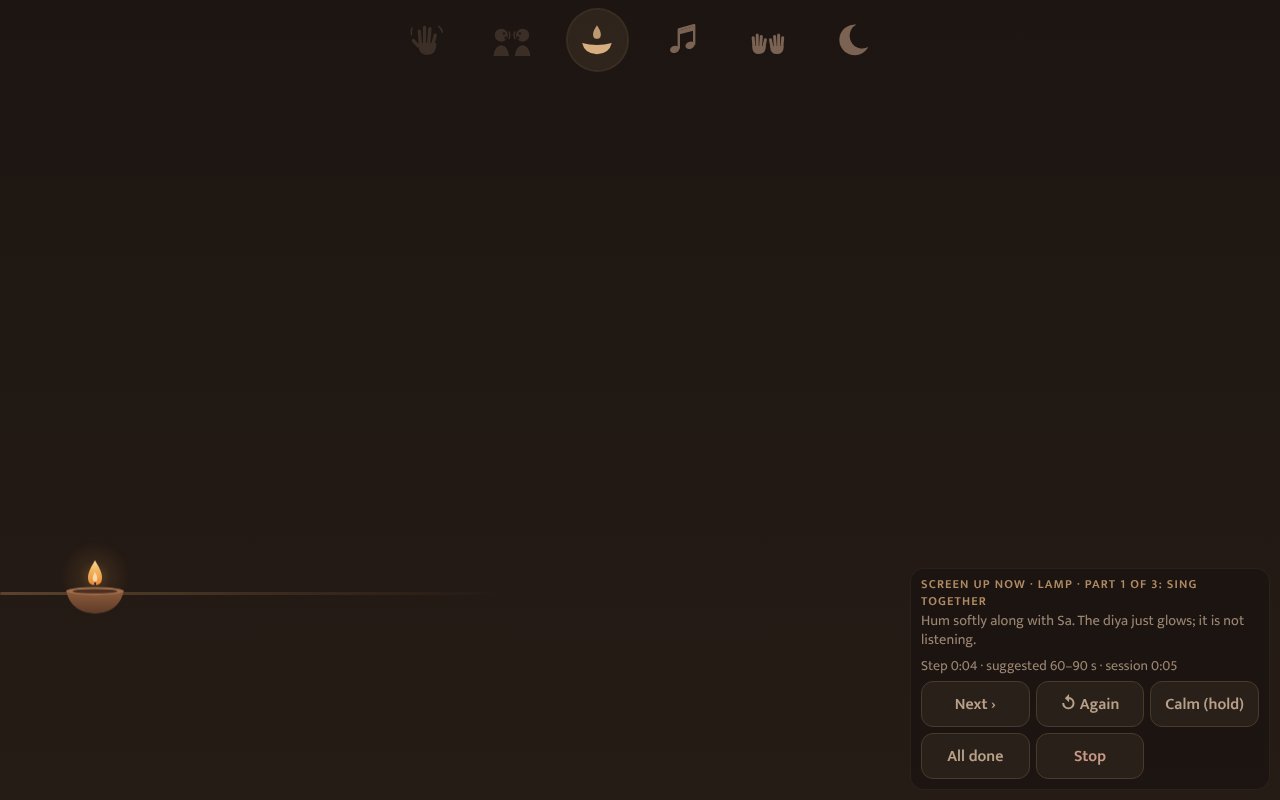 SCREEN UP NOW · LAMP · PART 1 OF 3: SING
TOGETHER
Hum softly along with Sa. The diya just glows; it is not
listening.
Step 0:04 · suggested 60–90 s · session 0:05
Next ›
Again
Calm (hold)
All done
Stop